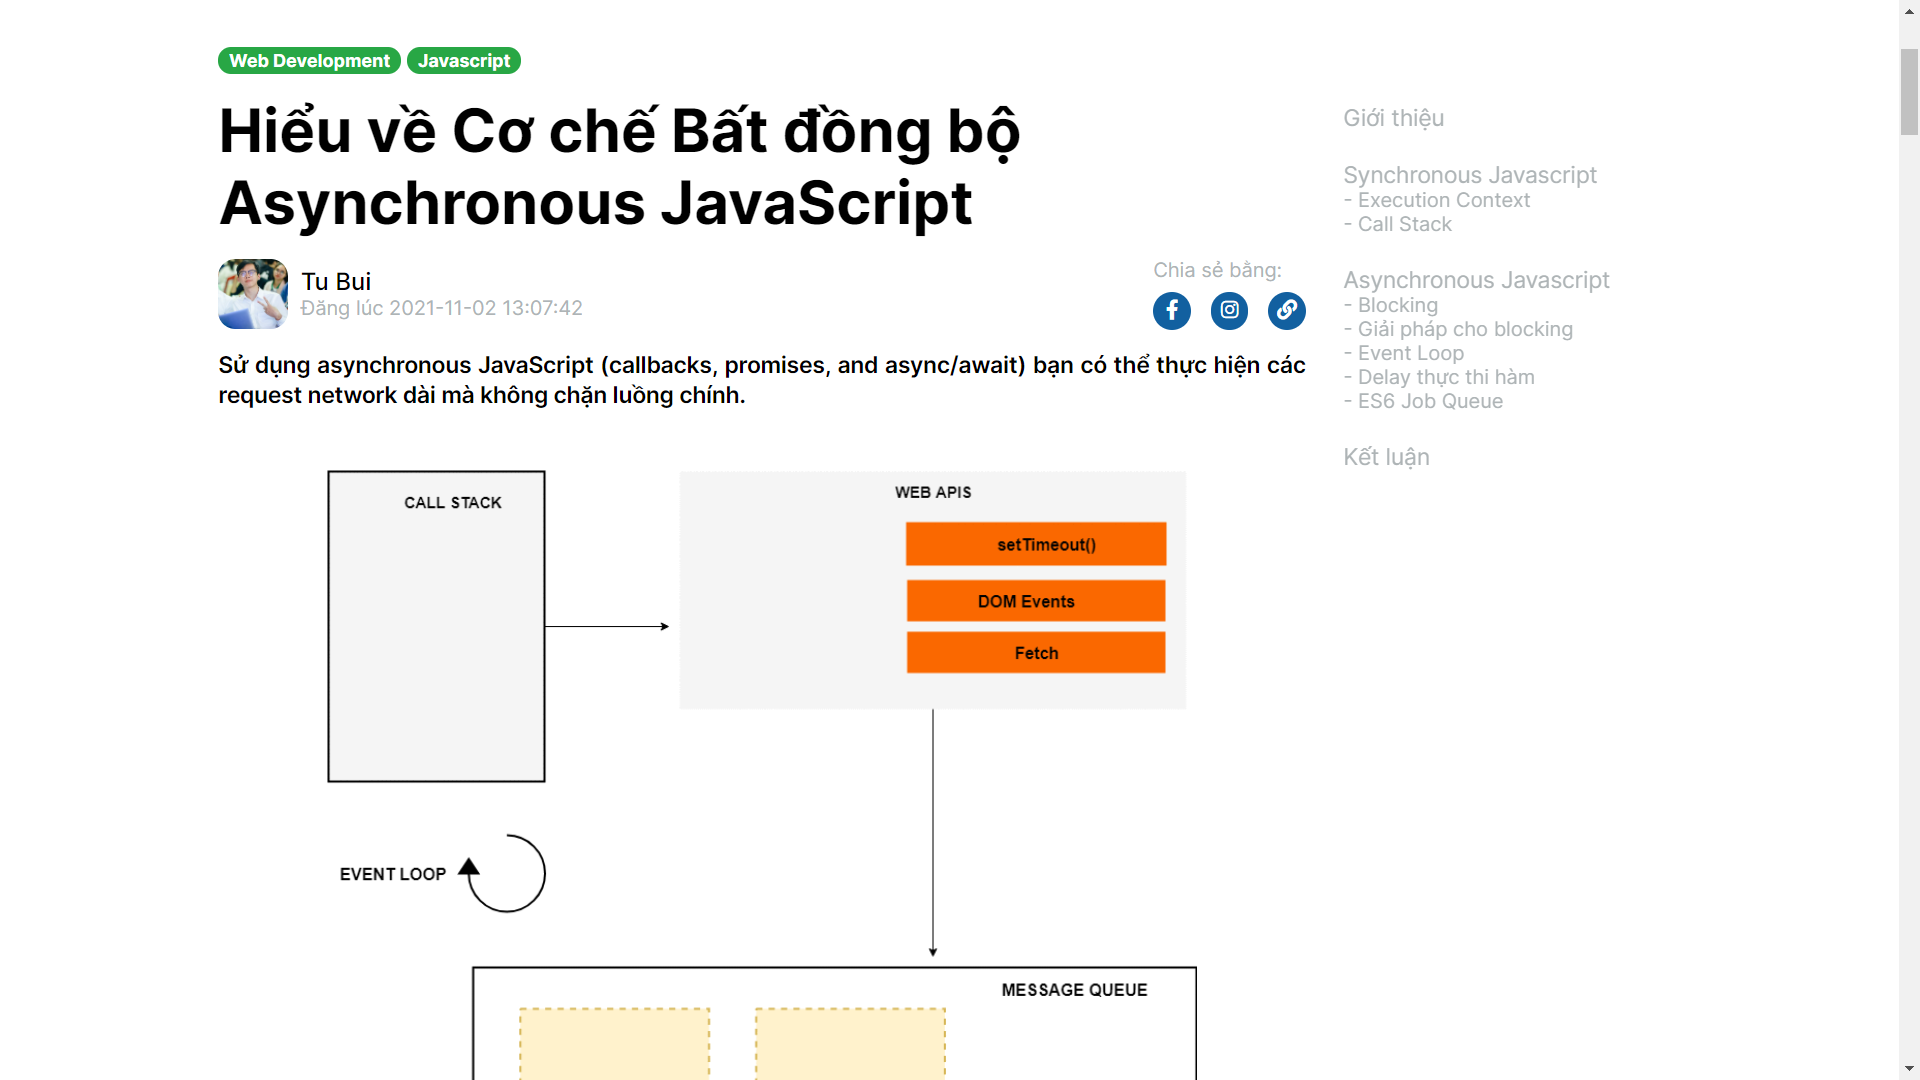 Web Development Javascript
Hiểu về Cơ chế Bất đồng bộ
Asynchronous JavaScript
Tu Bui
Đăng lúc 2021-11-02 13:07:42
Chia sẻ bằng:
Sử dụng asynchronous JavaScript (callbacks, promises, and async/await) bạn có thể thực hiện các
request network dài mà không chặn luồng chính.
CALL STACK
WEB APIS
setTimeout()
DOM Events
Fetch
EVENT LOOP
MESSAGE QUEUE
Giới thiệu
Synchronous Javascript
- Execution Context
- Call Stack
Asynchronous Javascript
- Blocking
- Giải pháp cho blocking
- Event Loop
- Delay thực thi hàm
- ES6 Job Queue
Kết luận